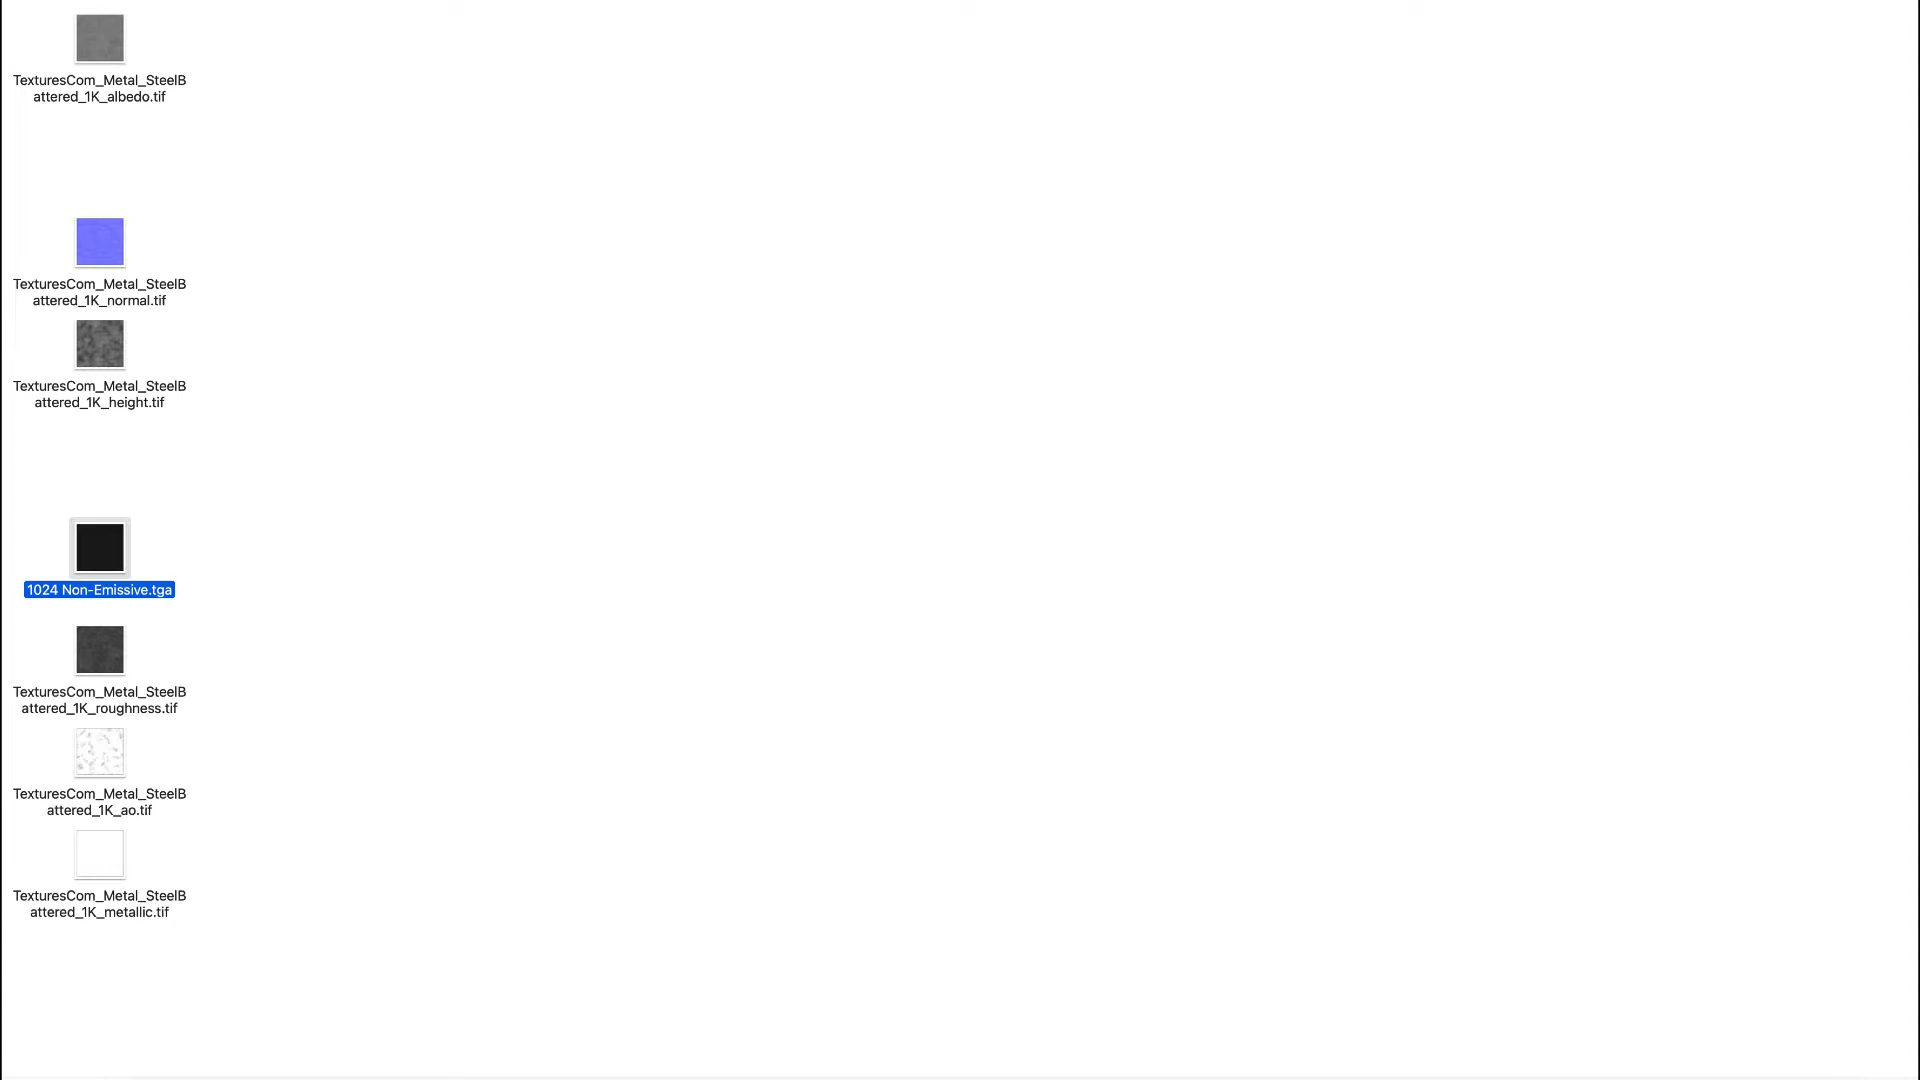 TexturesCom_Metal_SteelB
attered_1K_albedo.tif
TexturesCom_Metal_SteelB
attered_1K_normal.tif
TexturesCom_Metal_SteelB
attered_1K_height.tif
1024 Non-Emissive.tga
TexturesCom_Metal_SteelB
attered_1K_roughness.tif
TexturesCom_Metal_SteelB
attered_1K_ao.tif
TexturesCom_Metal_SteelB
attered_1K_metallic.tif